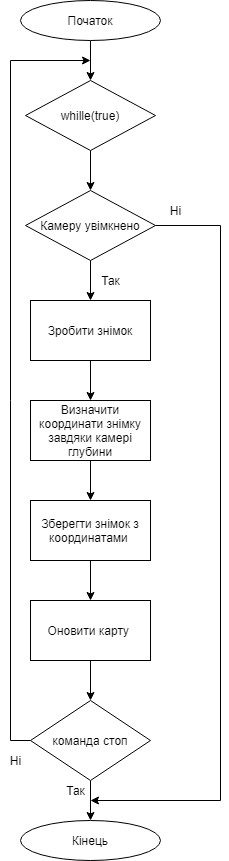 Початок
whille(true)
Камеру увімкнено
Ні
Так
Зробити знімок
Визначити
координати знімку
завдяки камері
глубини
Зберегти знімок з
координатами
Оновити карту
команда стоп
Ні
Так
Кінець